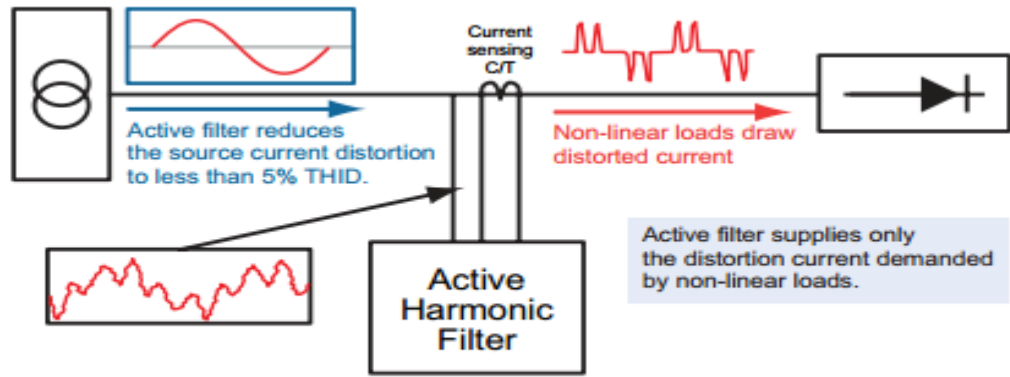 Current
sensing
C/T
Active filter reduces
the source current distortion
to less than 5% THID.
Non-linear loads draw
distorted current
Active filter supplies only
the distortion current demanded
by non-linear loads.
Active
Harmonic
Filter